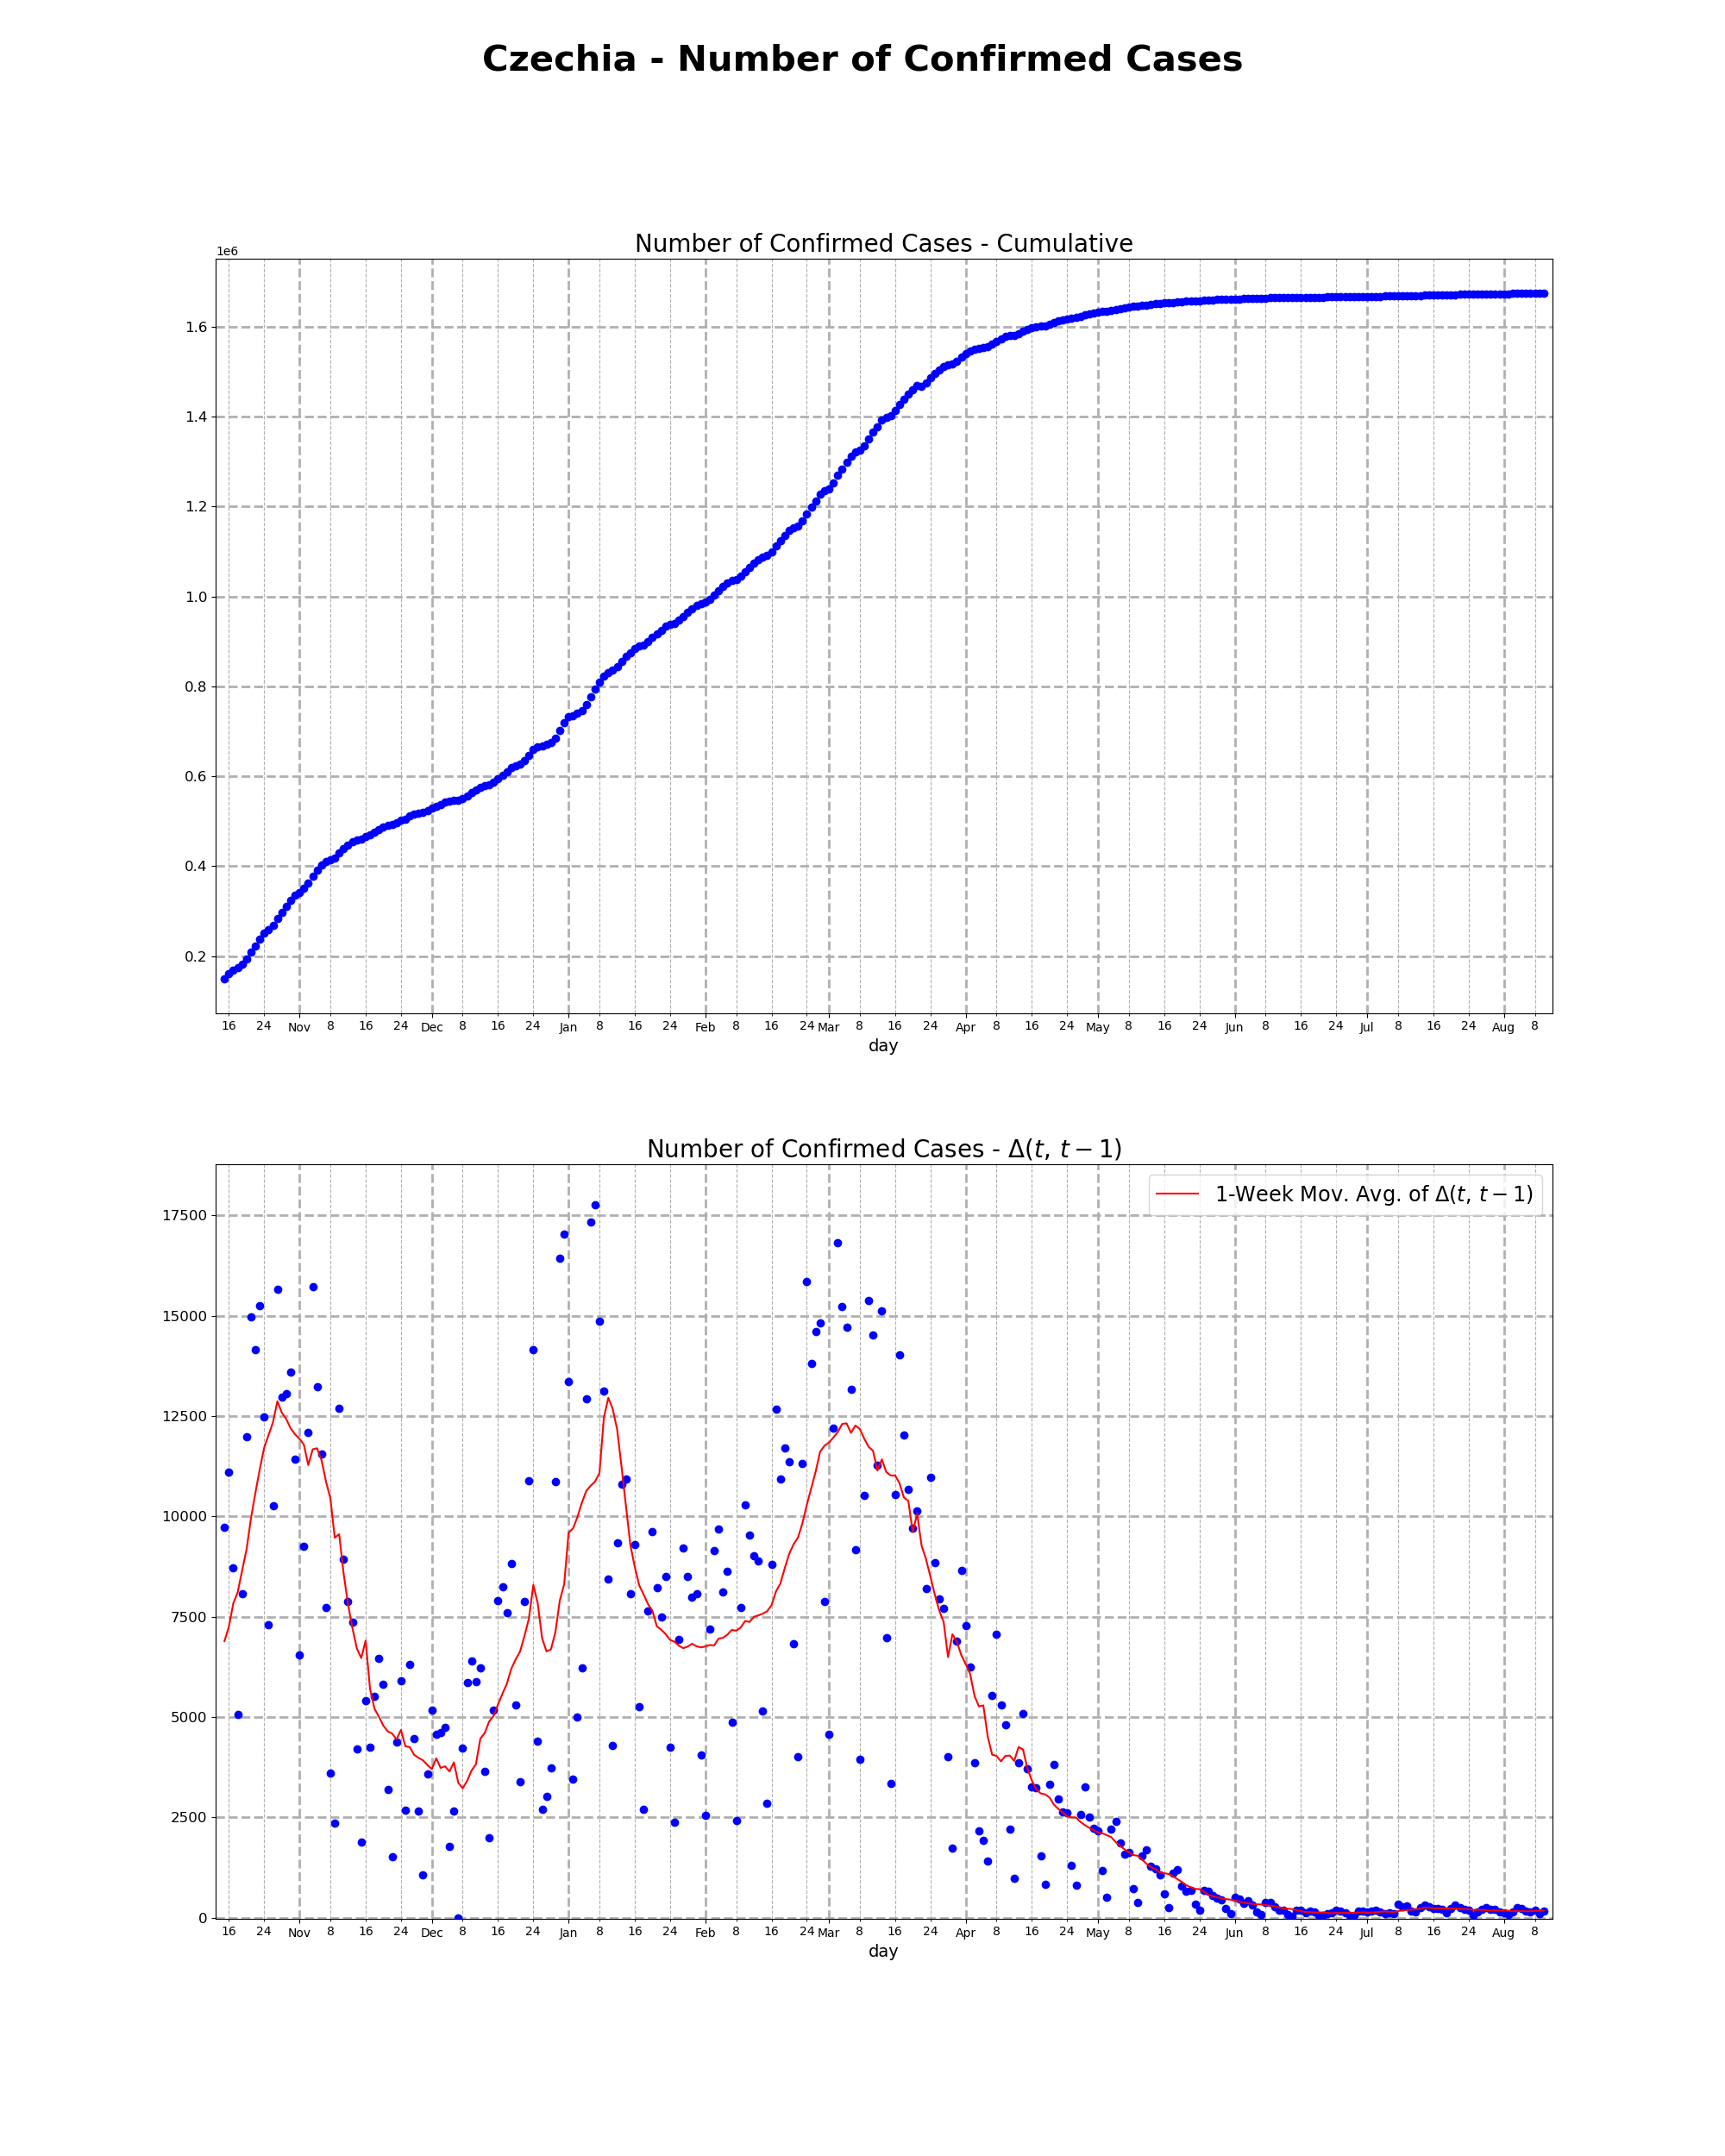 Czechia - Number of Confirmed Cases
Number of Confirmed Cases - Cumulative
1e6
1.6
1.4
1.2
1.0
0.8
0.6
0.4
0.2
16 24 Nov 8 16 24 Dec 8 16 24 Jan 8 16 24 Feb 8 16 24 Mar 8 16 24 Apr 8 16 24 May 8 16 24 Jun 8 16 24 Jul 8 16 24 Aug 8
day
Number of Confirmed Cases - Δ(t, t − 1)
1-Week Mov. Avg. of Δ(t, t − 1)
17500
15000
12500
10000
7500
5000
2500
0
16 24 Nov 8 16 24 Dec 8 16 24 Jan 8 16 24 Feb 8 16 24 Mar 8 16 24 Apr 8 16 24 May 8 16 24 Jun 8 16 24 Jul 8 16 24 Aug 8
day